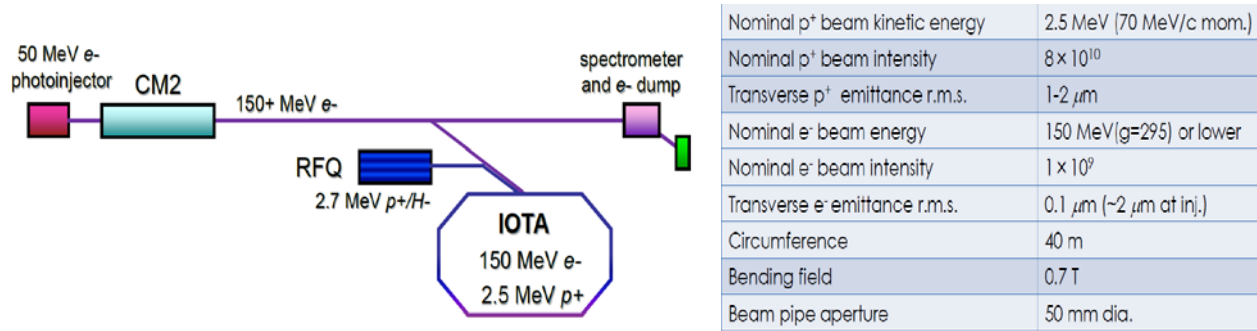 50 MeV e-
photoinjector
CM2
150+ MeV e-
spectrometer
and e- dump
RFQ
2.7 MeV p+/H-
IOTA
150 MeV e-
2.5 MeV p+
Nominal p⁺ beam kinetic energy 2.5 MeV (70 MeV/c mom.)
Nominal p⁺ beam intensity 8×10¹⁰
Transverse p⁺ emittance r.m.s. 1-2 μm
Nominal e⁻ beam energy 150 MeV(g=295) or lower
Nominal e⁻ beam intensity 1×10⁹
Transverse e⁻ emittance r.m.s. 0.1 μm (~2 μm at inj.)
Circumference 40 m
Bending field 0.7 T
Beam pipe aperture 50 mm dia.